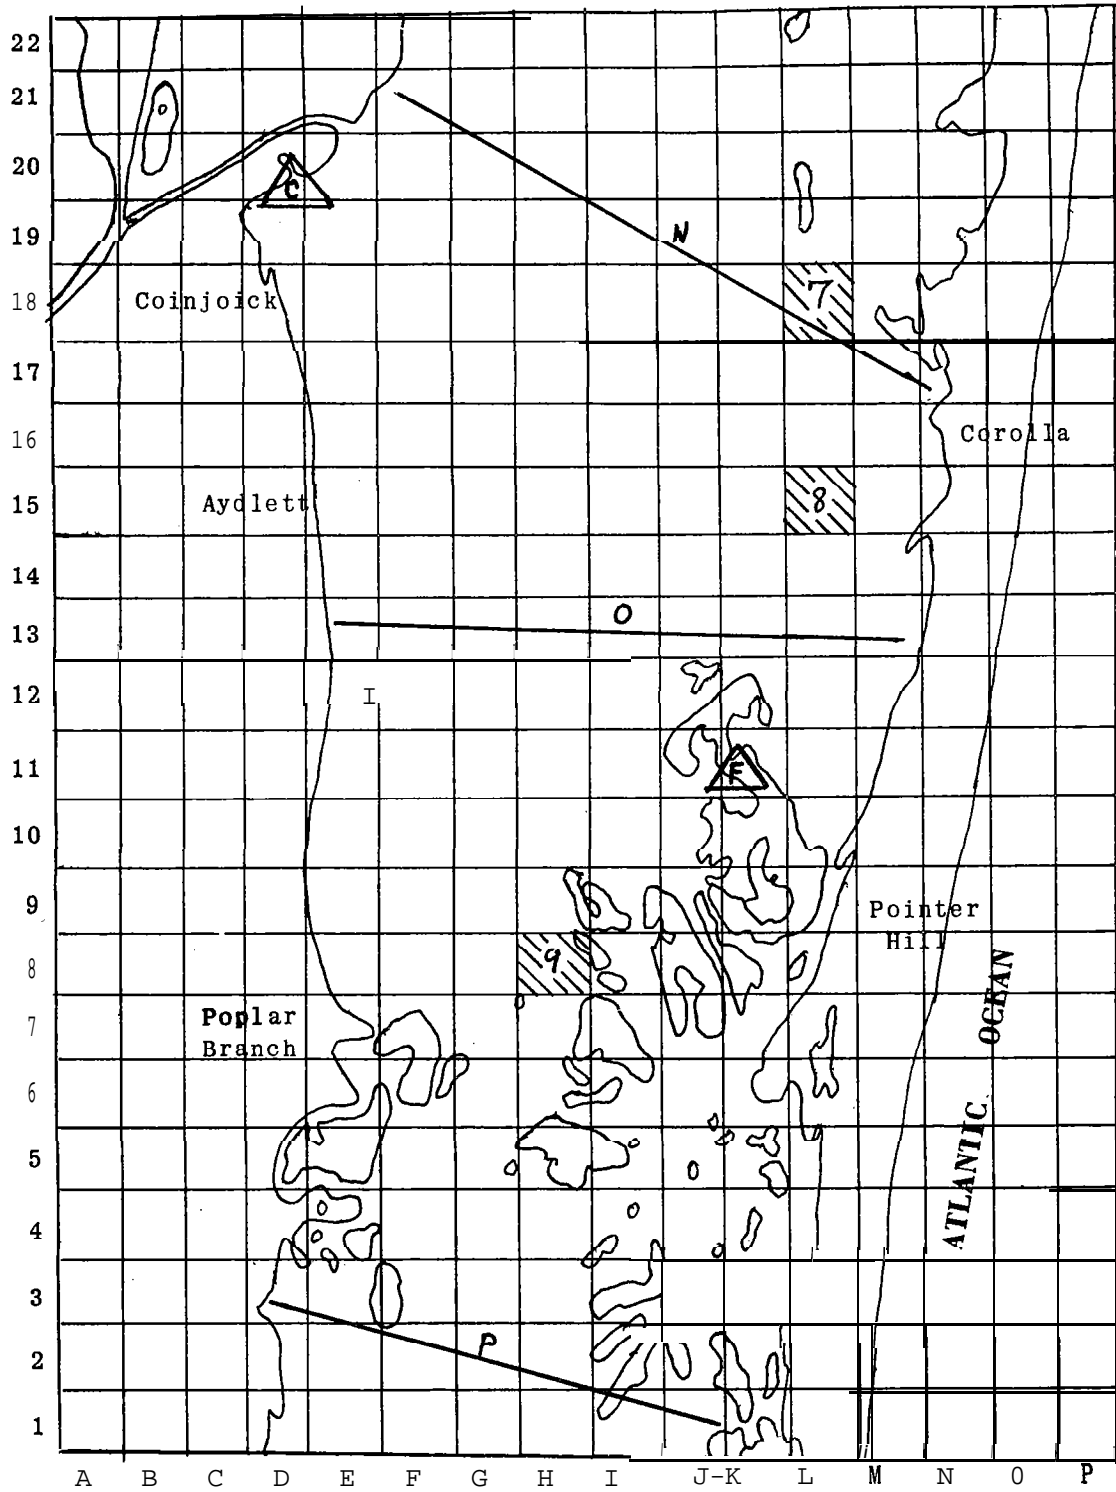 22
21
20
C
19
N
18
Coinjoick
7
17
16
Corolla
15
Aydlett
8
14
O
13
12
I
11
F
10
9
Pointer
Hill
8
9
ATLANTIC OCEAN
7
Poplar
Branch
6
5
4
3
P
2
1
A B C D E F G H I J-K L M N O P